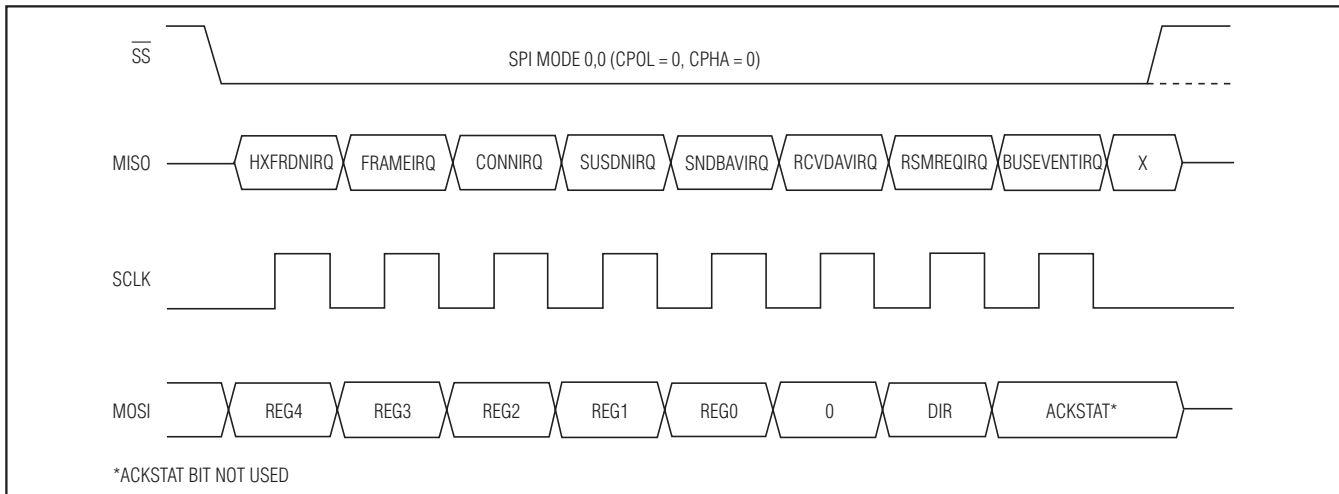 SS
SPI MODE 0,0 (CPOL = 0, CPHA = 0)
MISO
HXFRDNIRQ FRAMEIRQ CONNIRQ SUSDNIRQ SNDBAVIRQ RCVDAVIRQ RSMREQIRQ BUSEVENTIRQ X
SCLK
MOSI
REG4 REG3 REG2 REG1 REG0 0 DIR ACKSTAT*
*ACKSTAT BIT NOT USED